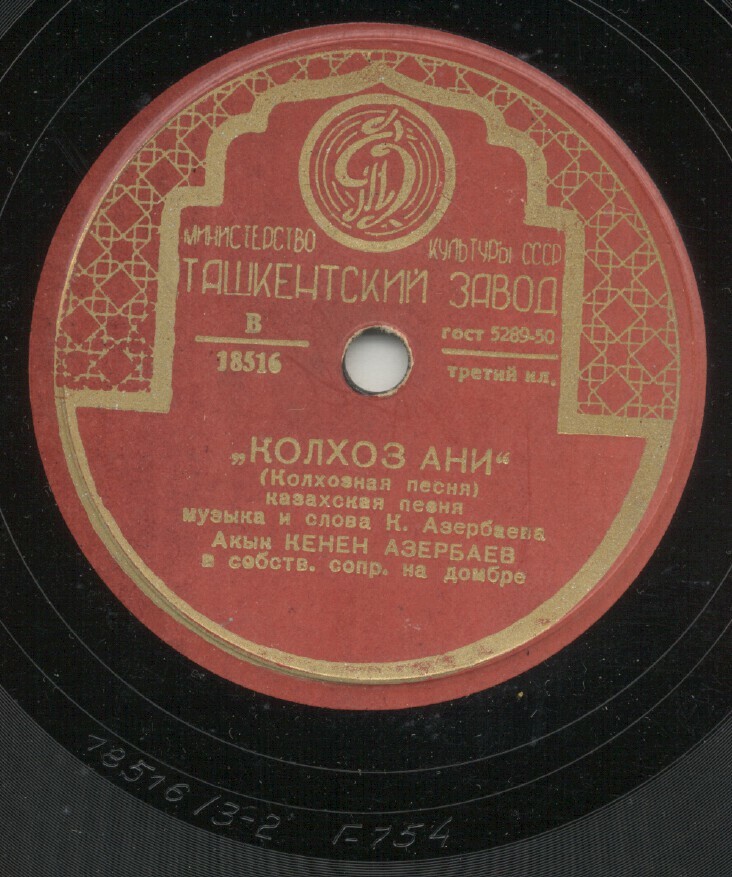 МИНИСТЕРСТВО КУЛЬТУРЫ СССР
ТАШКЕНТСКИЙ ЗАВОД
В
18516
ГОСТ 5289-50
третий кл.
„КОЛХОЗ АНИ“
(Колхозная песня)
казахская песня
музыка и слова К. Азербаева
Акын КЕНЕН АЗЕРБАЕВ
в собств. сопр. на домбре
18516/3-2 Г-754